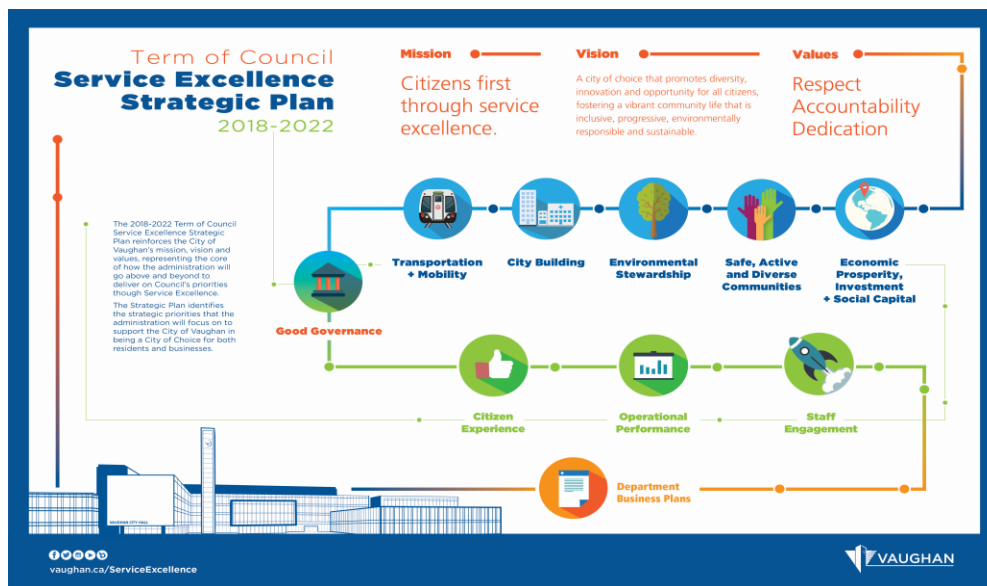 Term of Council
Service Excellence
Strategic Plan
2018-2022
Mission
Citizens first
through service
excellence.
Vision
A city of choice that promotes diversity,
innovation and opportunity for all citizens,
fostering a vibrant community life that is
inclusive, progressive, environmentally
responsible and sustainable.
Values
Respect
Accountability
Dedication
The 2018-2022 Term of Council
Service Excellence Strategic
Plan reinforces the City of
Vaughan's mission, vision and
values, representing the core
of how the administration will
go above and beyond to
deliver on Council's priorities
though Service Excellence.
The Strategic Plan identifies
the strategic priorities that the
administration will focus on to
support the City of Vaughan in
being a City of Choice for both
residents and businesses.
Good Governance
Transportation
+ Mobility
City Building
Environmental
Stewardship
Safe, Active
and Diverse
Communities
Economic
Prosperity,
Investment
+ Social Capital
Citizen
Experience
Operational
Performance
Staff
Engagement
Department
Business Plans
VAUGHAN CITY HALL
vaughan.ca/ServiceExcellence
VAUGHAN